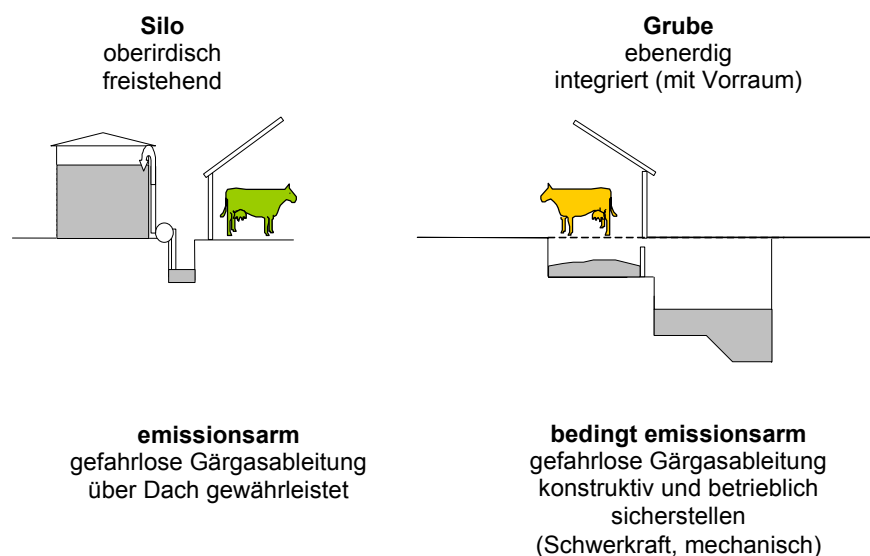 Silo
oberirdisch
freistehend
Grube
ebenerdig
integriert (mit Vorraum)
emissionsarm
gefahrlose Gärgasableitung
über Dach gewährleistet
bedingt emissionsarm
gefahrlose Gärgasableitung
konstruktiv und betrieblich
sicherstellen
(Schwerkraft, mechanisch)